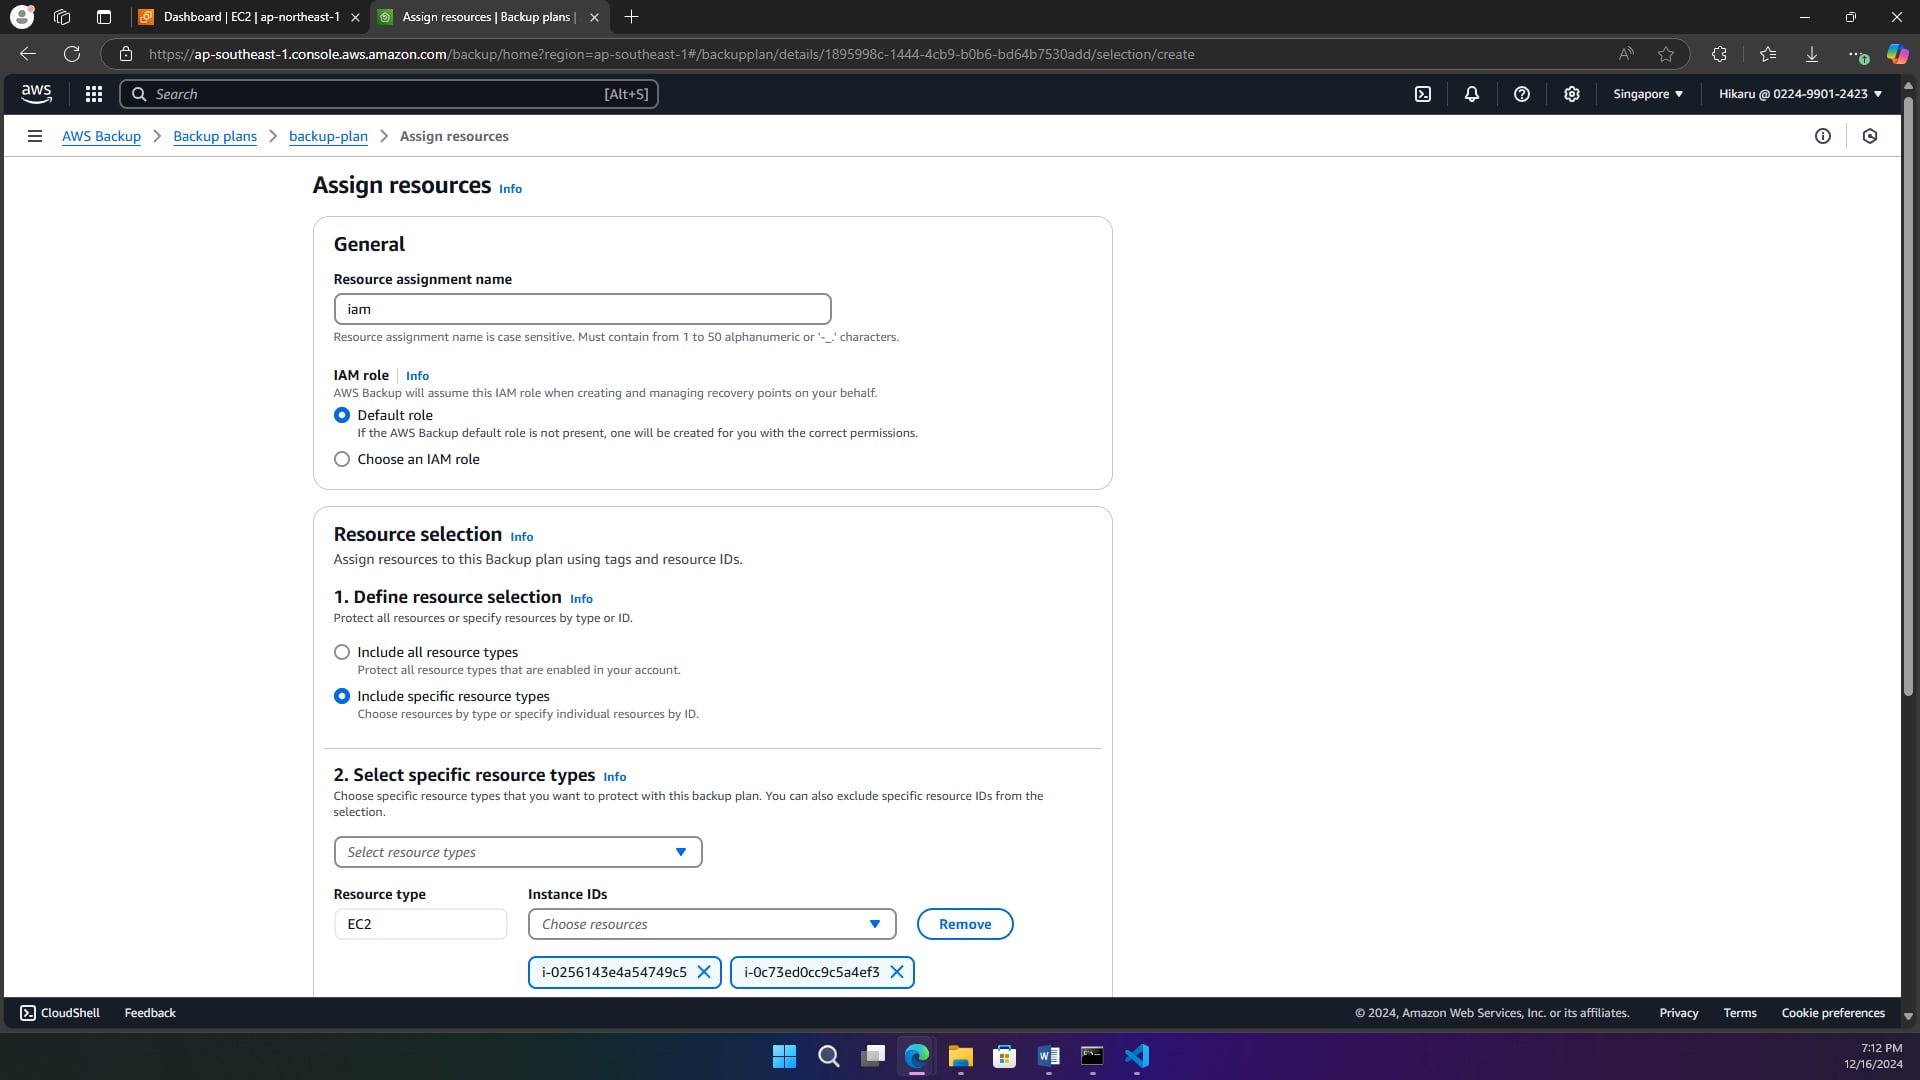 Dashboard | EC2 | ap-northeast-1
Assign resources | Backup plans |
https://ap-southeast-1.console.aws.amazon.com/backup/home?region=ap-southeast-1#/backupplan/details/1895998c-1444-4cb9-b0b6-bd64b7530add/selection/create
aws
Search
[Alt+S]
Singapore
Hikaru @ 0224-9901-2423
AWS Backup
Backup plans
backup-plan
Assign resources
Assign resources Info
General
Resource assignment name
iam
Resource assignment name is case sensitive. Must contain from 1 to 50 alphanumeric or '-_.' characters.
IAM role Info
AWS Backup will assume this IAM role when creating and managing recovery points on your behalf.
Default role
If the AWS Backup default role is not present, one will be created for you with the correct permissions.
Choose an IAM role
Resource selection Info
Assign resources to this Backup plan using tags and resource IDs.
1. Define resource selection Info
Protect all resources or specify resources by type or ID.
Include all resource types
Protect all resource types that are enabled in your account.
Include specific resource types
Choose resources by type or specify individual resources by ID.
2. Select specific resource types Info
Choose specific resource types that you want to protect with this backup plan. You can also exclude specific resource IDs from the
selection.
Select resource types
Resource type
Instance IDs
EC2
Choose resources
Remove
i-0256143e4a54749c5
i-0c73ed0cc9c5a4ef3
CloudShell
Feedback
© 2024, Amazon Web Services, Inc. or its affiliates.
Privacy
Terms
Cookie preferences
7:12 PM
12/16/2024